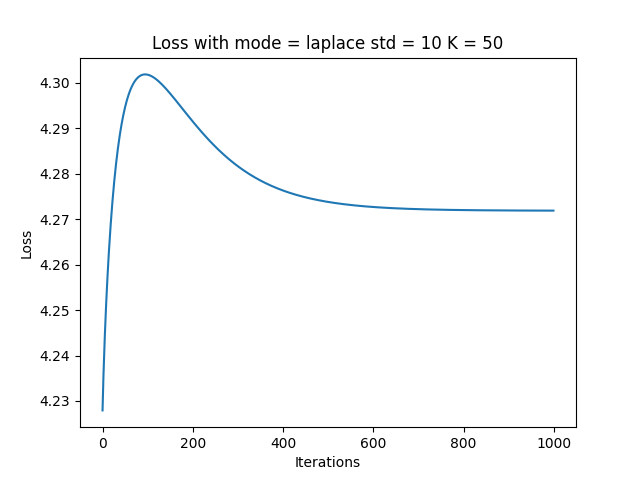 Loss with mode = laplace std = 10 K = 50
4.30
4.29
4.28
4.27
4.26
4.25
4.24
4.23
Loss
0 200 400 600 800 1000
Iterations